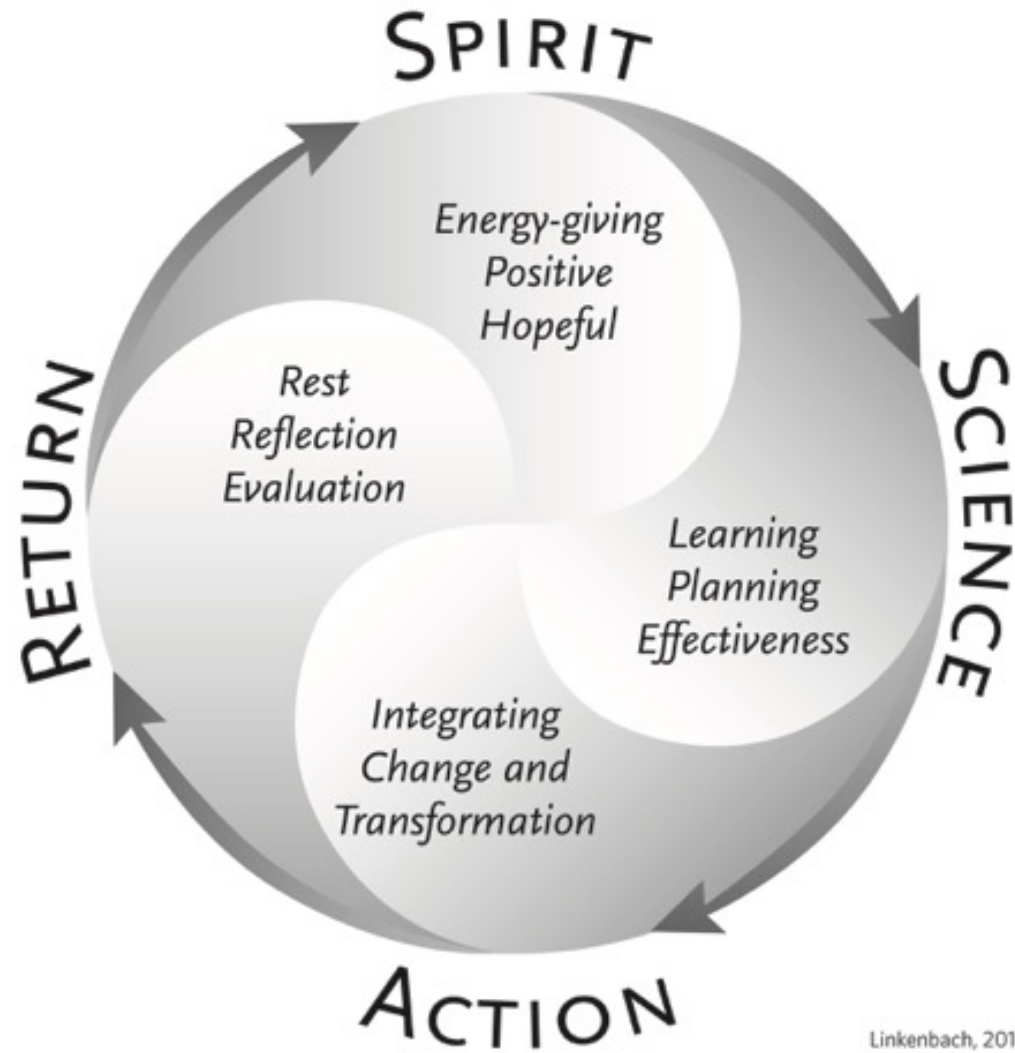 SPIRIT
Energy-giving
Positive
Hopeful
SCIENCE
Learning
Planning
Effectiveness
ACTION
Integrating
Change and
Transformation
RETURN
Rest
Reflection
Evaluation
Linkenbach, 201